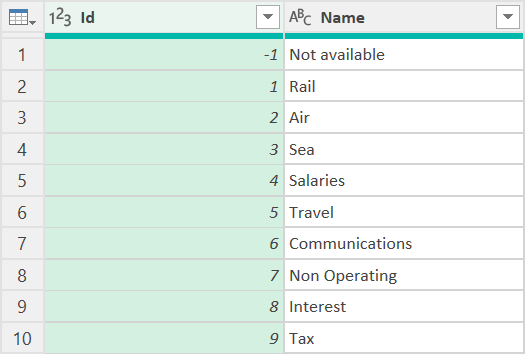 1²3 Id ABC Name
1 -1 Not available
2 1 Rail
3 2 Air
4 3 Sea
5 4 Salaries
6 5 Travel
7 6 Communications
8 7 Non Operating
9 8 Interest
10 9 Tax